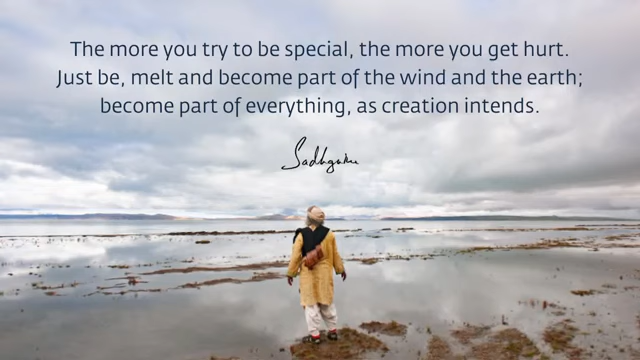 The more you try to be special, the more you get hurt.
Just be, melt and become part of the wind and the earth;
become part of everything, as creation intends.
Sadhguru